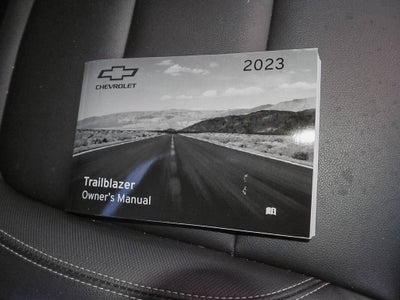 2023
CHEVROLET
Trailblazer
Owner's Manual